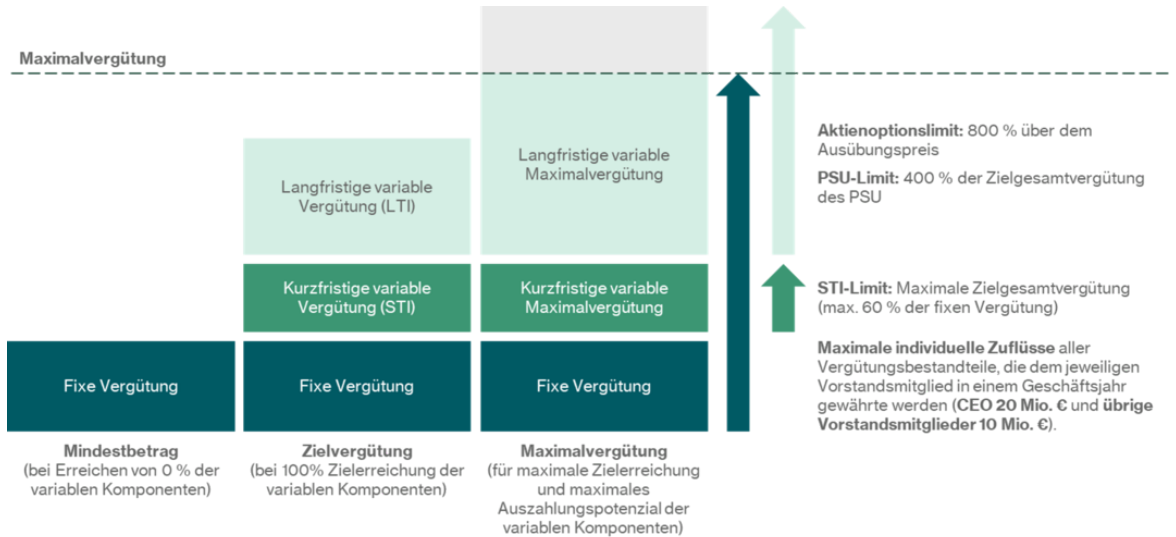 Maximalvergütung
Langfristige variable
Vergütung (LTI)
Langfristige variable
Maximalvergütung
Kurzfristige variable
Vergütung (STI)
Kurzfristige variable
Maximalvergütung
Fixe Vergütung
Fixe Vergütung
Fixe Vergütung
Mindestbetrag
(bei Erreichen von 0 % der
variablen Komponenten)
Zielvergütung
(bei 100% Zielerreichung der
variablen Komponenten)
Maximalvergütung
(für maximale Zielerreichung
und maximales
Auszahlungspotenzial der
variablen Komponenten)
Aktienoptionslimit: 800 % über dem
Ausübungspreis
PSU-Limit: 400 % der Zielgesamtvergütung
des PSU
STI-Limit: Maximale Zielgesamtvergütung
(max. 60 % der fixen Vergütung)
Maximale individuelle Zuflüsse aller
Vergütungsbestandteile, die dem jeweiligen
Vorstandsmitglied in einem Geschäftsjahr
gewährte werden (CEO 20 Mio. € und übrige
Vorstandsmitglieder 10 Mio. €).